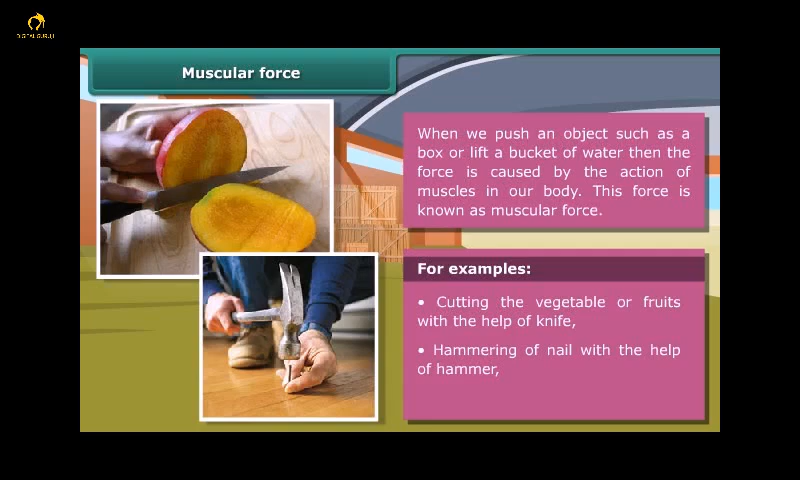 DIGITAL GURUJI
Muscular force
When we push an object such as a
box or lift a bucket of water then the
force is caused by the action of
muscles in our body. This force is
known as muscular force.
For examples:
• Cutting the vegetable or fruits
with the help of knife,
• Hammering of nail with the help
of hammer,